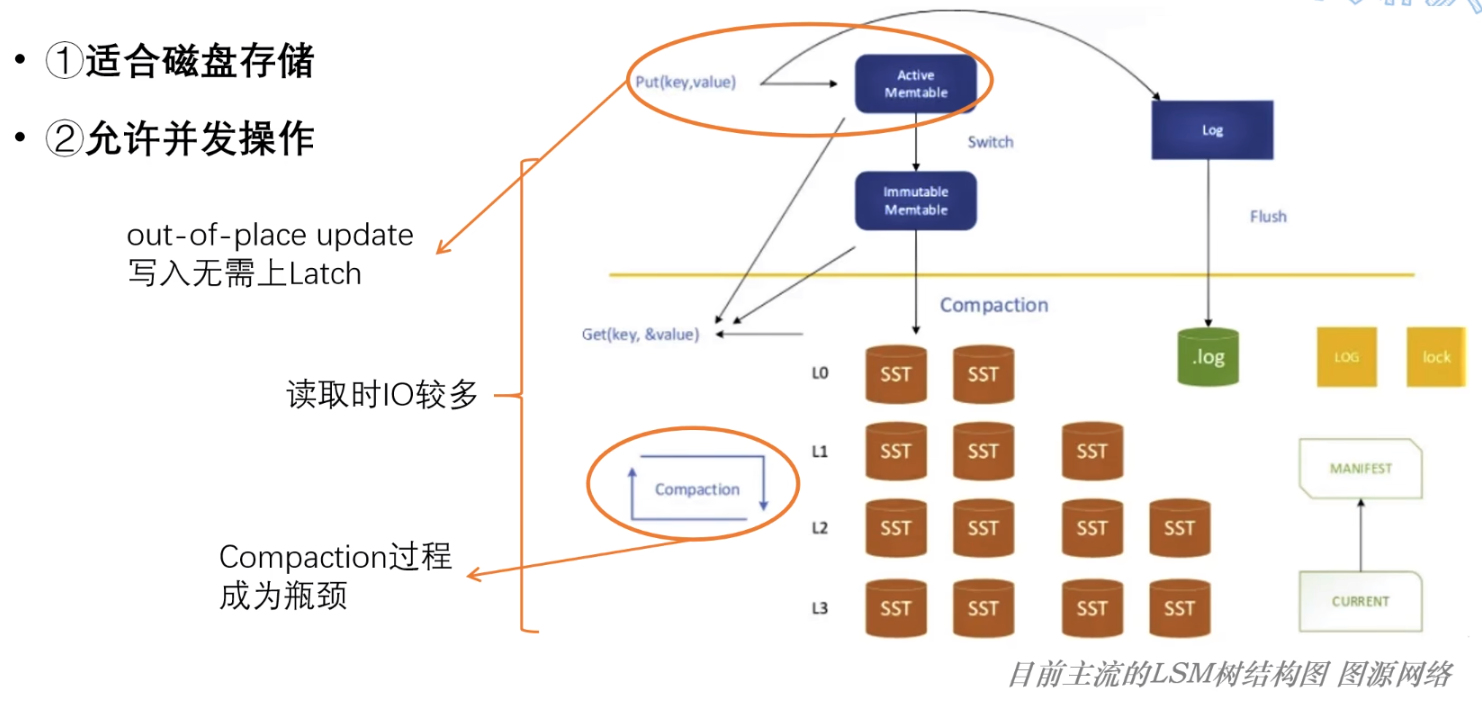 • ①适合磁盘存储
• ②允许并发操作
out-of-place update
写入无需上Latch
读取时IO较多
Compaction过程
成为瓶颈
Put(key,value)
Active
Memtable
Log
Switch
Immutable
Memtable
Flush
Compaction
Get(key, &value)
.log
LOG
lock
L0
SST
SST
L1
SST
SST
SST
Compaction
MANIFEST
L2
SST
SST
SST
SST
L3
SST
SST
SST
SST
CURRENT
目前主流的LSM树结构图 图源网络